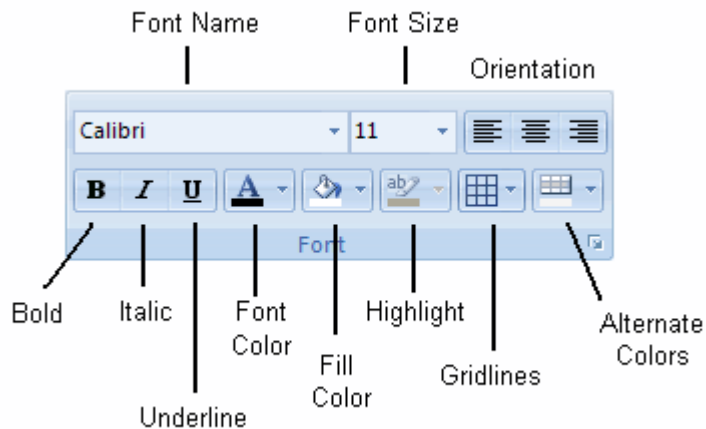 Font Name Font Size
Orientation
Calibri 11
B I U A ab
Font
Bold Italic Font Color Highlight Alternate Colors
Fill Color Gridlines
Underline